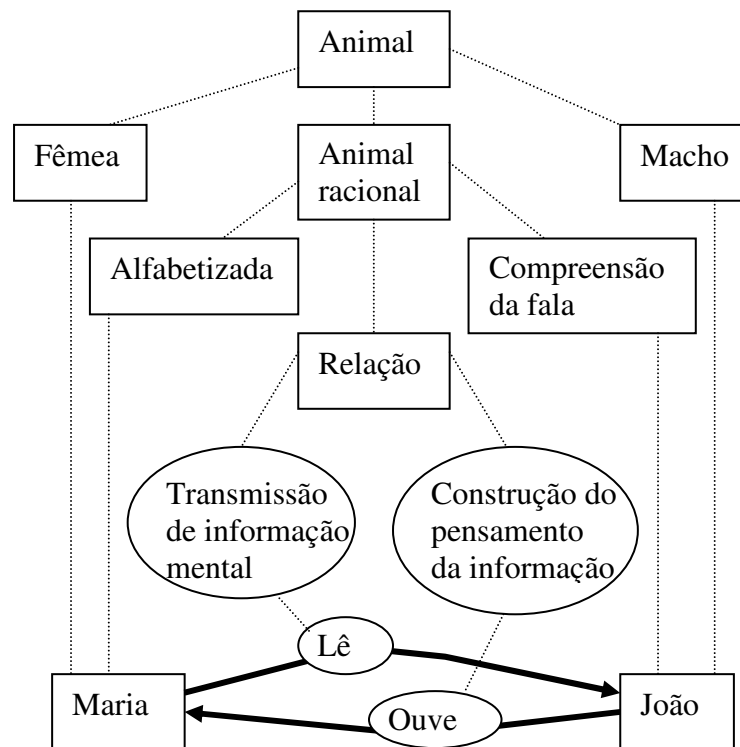 Animal
Fêmea
Animal
racional
Macho
Alfabetizada
Compreensão
da fala
Relação
Transmissão
de informação
mental
Construção do
pensamento
da informação
Lê
Maria
Ouve
João